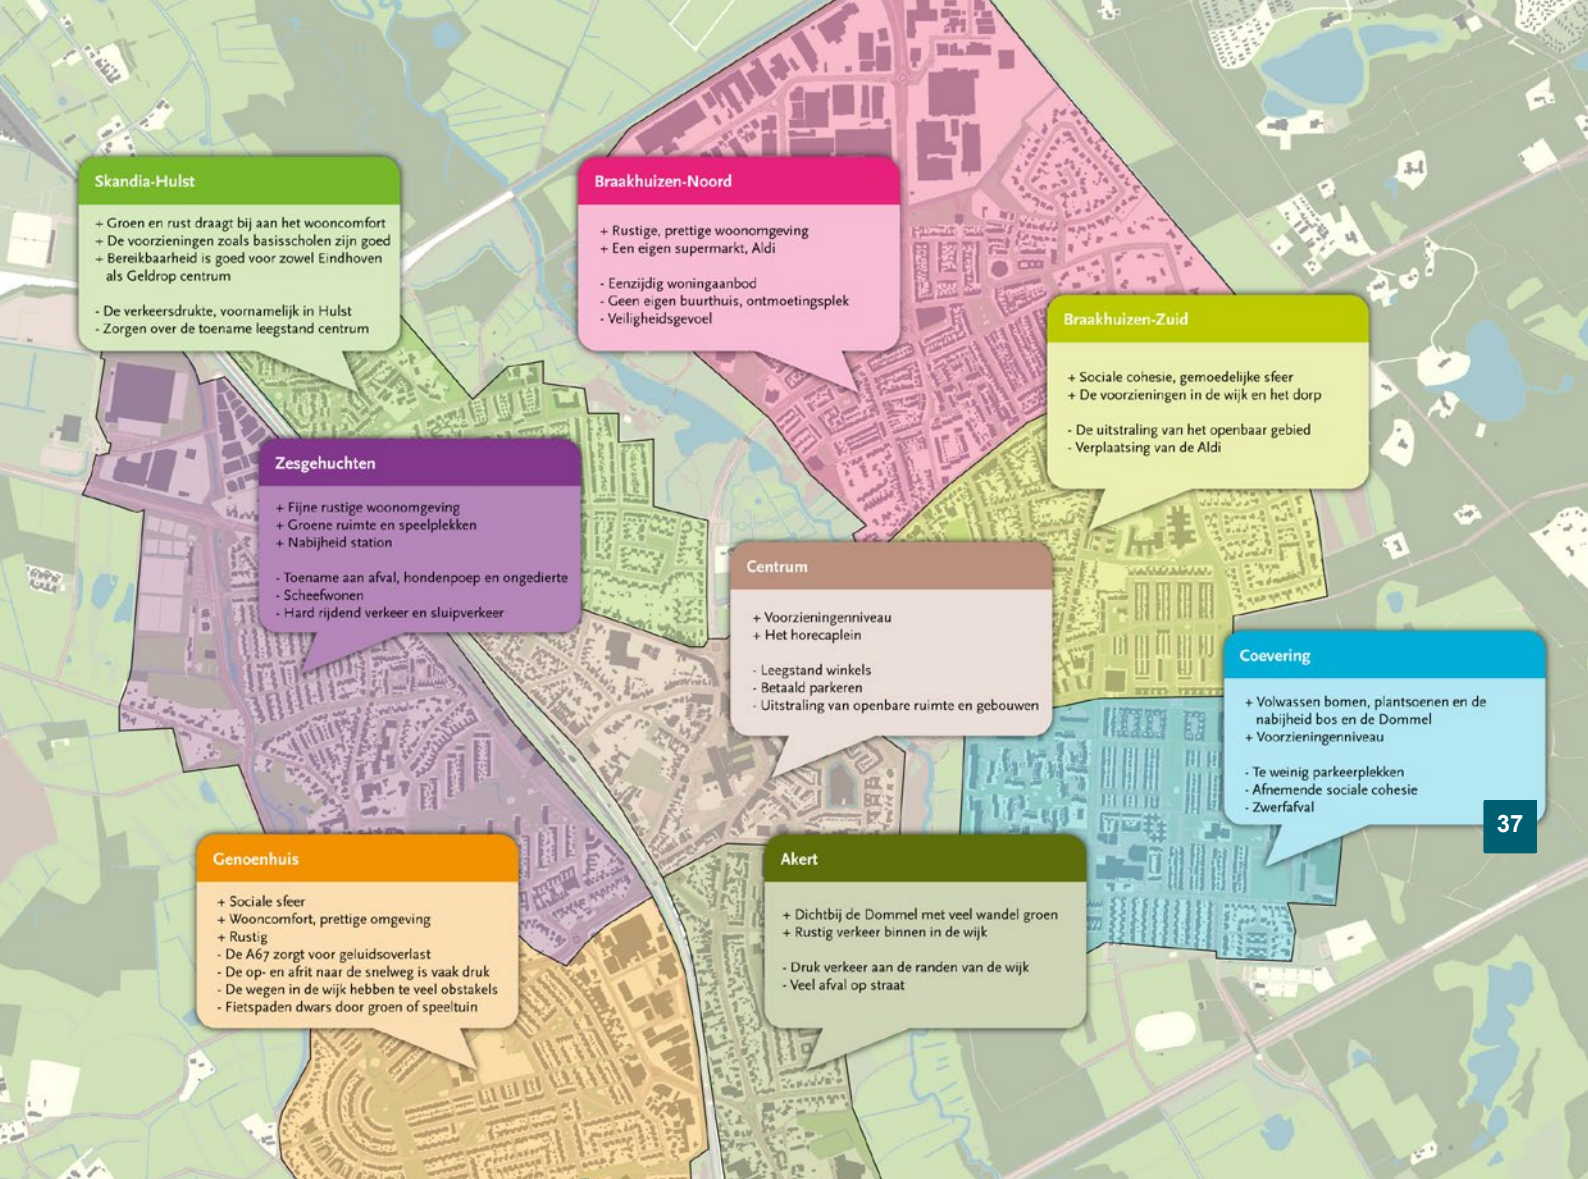 Skandia-Hulst
+ Groen en rust draagt bij aan het wooncomfort
+ De voorzieningen zoals basisscholen zijn goed
+ Bereikbaarheid is goed voor zowel Eindhoven
als Geldrop centrum
- De verkeersdrukte, voornamelijk in Hulst
- Zorgen over de toename leegstand centrum
Braakhuizen-Noord
+ Rustige, prettige woonomgeving
+ Een eigen supermarkt, Aldi
- Eenzijdig woningaanbod
- Geen eigen buurthuis, ontmoetingsplek
- Veiligheidsgevoel
Braakhuizen-Zuid
+ Sociale cohesie, gemoedelijke sfeer
+ De voorzieningen in de wijk en het dorp
- De uitstraling van het openbaar gebied
- Verplaatsing van de Aldi
Zesgehuchten
+ Fijne rustige woonomgeving
+ Groene ruimte en speelplekken
+ Nabijheid station
- Toename aan afval, hondenpoep en ongedierte
- Scheefwonen
- Hard rijdend verkeer en sluipverkeer
Centrum
+ Voorzieningenniveau
+ Het horecaplein
- Leegstand winkels
- Betaald parkeren
- Uitstraling van openbare ruimte en gebouwen
Coevering
+ Volwassen bomen, plantsoenen en de
nabijheid bos en de Dommel
+ Voorzieningenniveau
- Te weinig parkeerplekken
- Afnemende sociale cohesie
- Zwerfafval
37
Genoenhuis
+ Sociale sfeer
+ Wooncomfort, prettige omgeving
+ Rustig
- De A67 zorgt voor geluidsoverlast
- De op- en afrit naar de snelweg is vaak druk
- De wegen in de wijk hebben te veel obstakels
- Fietspaden dwars door groen of speeltuin
Akert
+ Dichtbij de Dommel met veel wandel groen
+ Rustig verkeer binnen in de wijk
- Druk verkeer aan de randen van de wijk
- Veel afval op straat